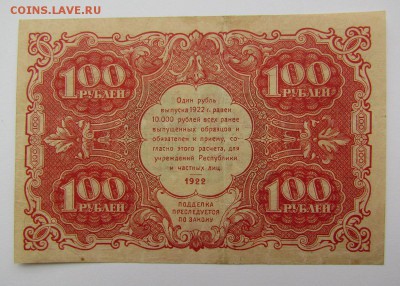 COINS.LAVE.RU
100 100
РУБЛЕЙ РУБЛЕЙ
Один рубль
выпуска 1922 г. равен
10.000 рублей всех ранее
выпущенных образцов и
обязателен к приему, со-
гласно этого расчета, для
учреждений Республики
и частных лиц.
1922
100 100
РУБЛЕЙ РУБЛЕЙ
ПОДДЕЛКА
ПРЕСЛЕДУЕТСЯ
ПО ЗАКОНУ